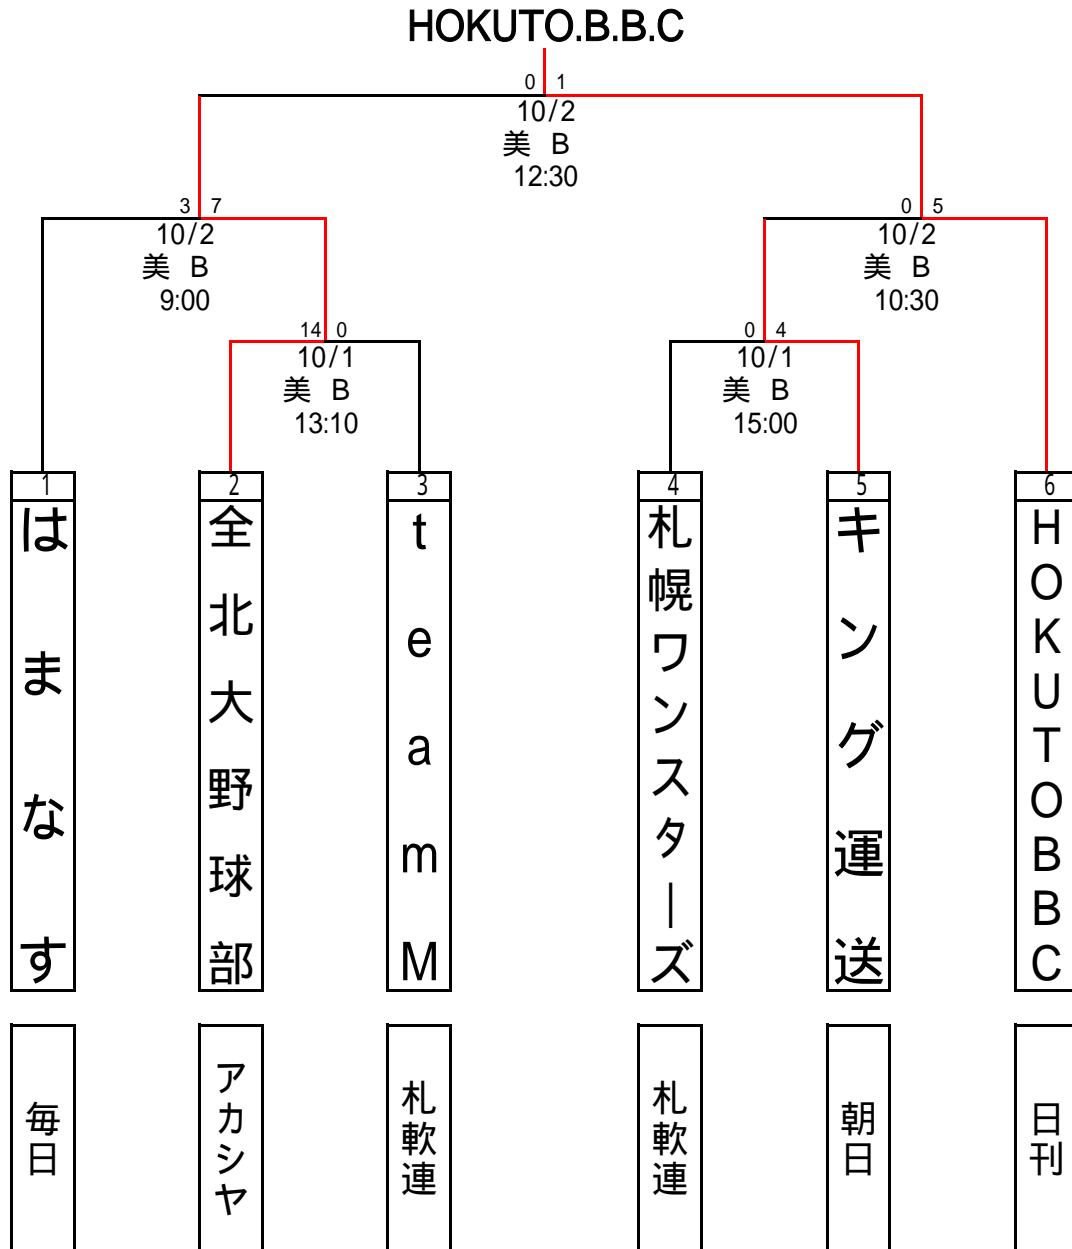 HOKUTO.B.B.C
0 1
10/2
美 B
12:30
3 7
10/2
美 B
9:00
0 5
10/2
美 B
10:30
14 0
10/1
美 B
13:10
0 4
10/1
美 B
15:00
1
はまなす
毎日
2
全北大野球部
アカシヤ
3
teamM
札軟連
4
札幌ワンスターズ
札軟連
5
キング運送
朝日
6
HOKUTOBBC
日刊